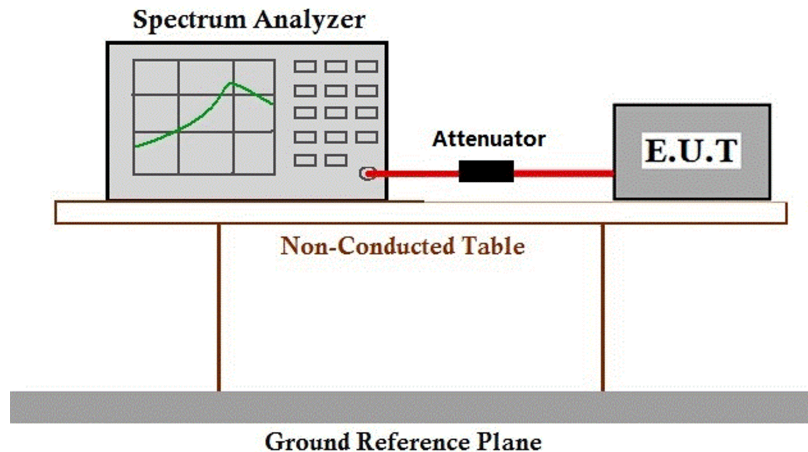 Spectrum Analyzer
Attenuator
E.U.T
Non-Conducted Table
Ground Reference Plane